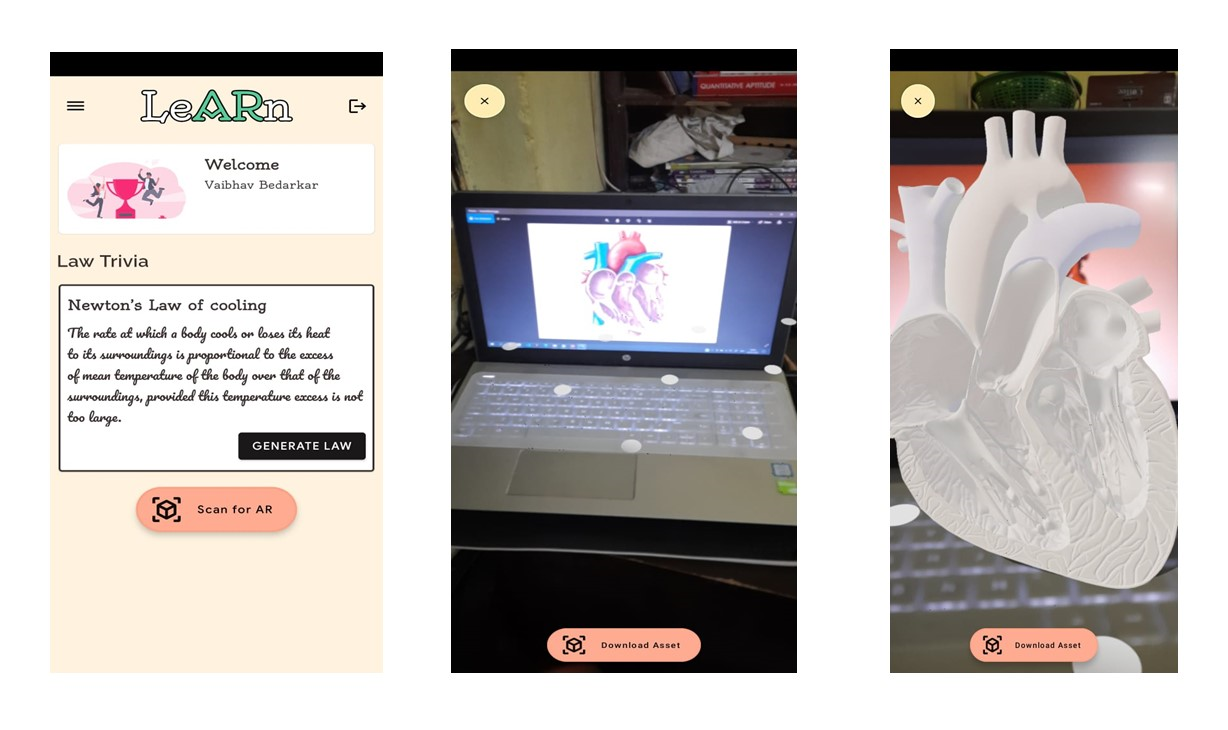 LeARn
Welcome
Vaibhav Bedarkar
Law Trivia
Newton's Law of cooling
The rate at which a body cools or loses its heat
to its surroundings is proportional to the excess
of mean temperature of the body over that of the
surroundings, provided this temperature excess is not
too large.
GENERATE LAW
Scan for AR
×
QUANTITATIVE APTITUDE
Download Asset
×
Download Asset